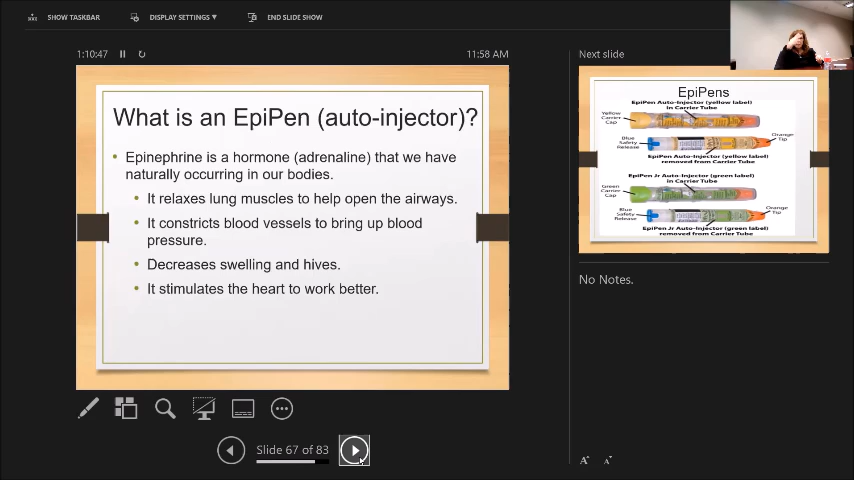 SHOW TASKBAR
DISPLAY SETTINGS ▼
END SLIDE SHOW
1:10:47
11:58 AM
What is an EpiPen (auto-injector)?
• Epinephrine is a hormone (adrenaline) that we have
naturally occurring in our bodies.
• It relaxes lung muscles to help open the airways.
• It constricts blood vessels to bring up blood
pressure.
• Decreases swelling and hives.
• It stimulates the heart to work better.
Slide 67 of 83
Next slide
EpiPens
EpiPen Auto-Injector (yellow label)
in Carrier Tube
Yellow
Carrier
Cap
Blue
Safety
Release
Orange
Tip
EpiPen Auto-Injector (yellow label)
removed from Carrier Tube
EpiPen Jr Auto-Injector (green label)
in Carrier Tube
Green
Carrier
Cap
Blue
Safety
Release
Orange
Tip
EpiPen Jr Auto-Injector (green label)
removed from Carrier Tube
No Notes.
A A